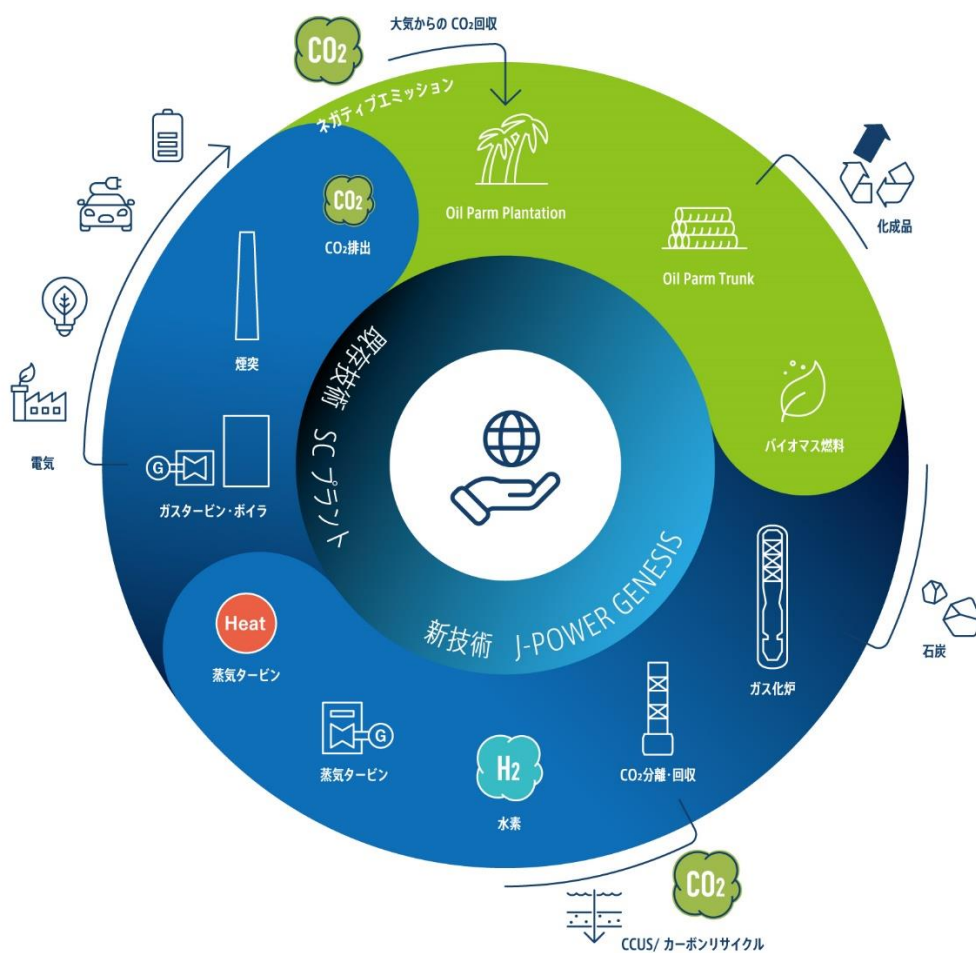 CO₂
大気からの CO₂回収
ネガティブエミッション
Oil Parm Plantation
化成品
CO₂
CO₂排出
Oil Parm Trunk
煙突
既存技術 SC プラント
バイオマス燃料
電気
G
ガスタービン・ボイラ
新技術 J-POWER GENESIS
Heat
蒸気タービン
石炭
ガス化炉
G
蒸気タービン
H₂
水素
CO₂分離・回収
CO₂
CCUS/ カーボンリサイクル